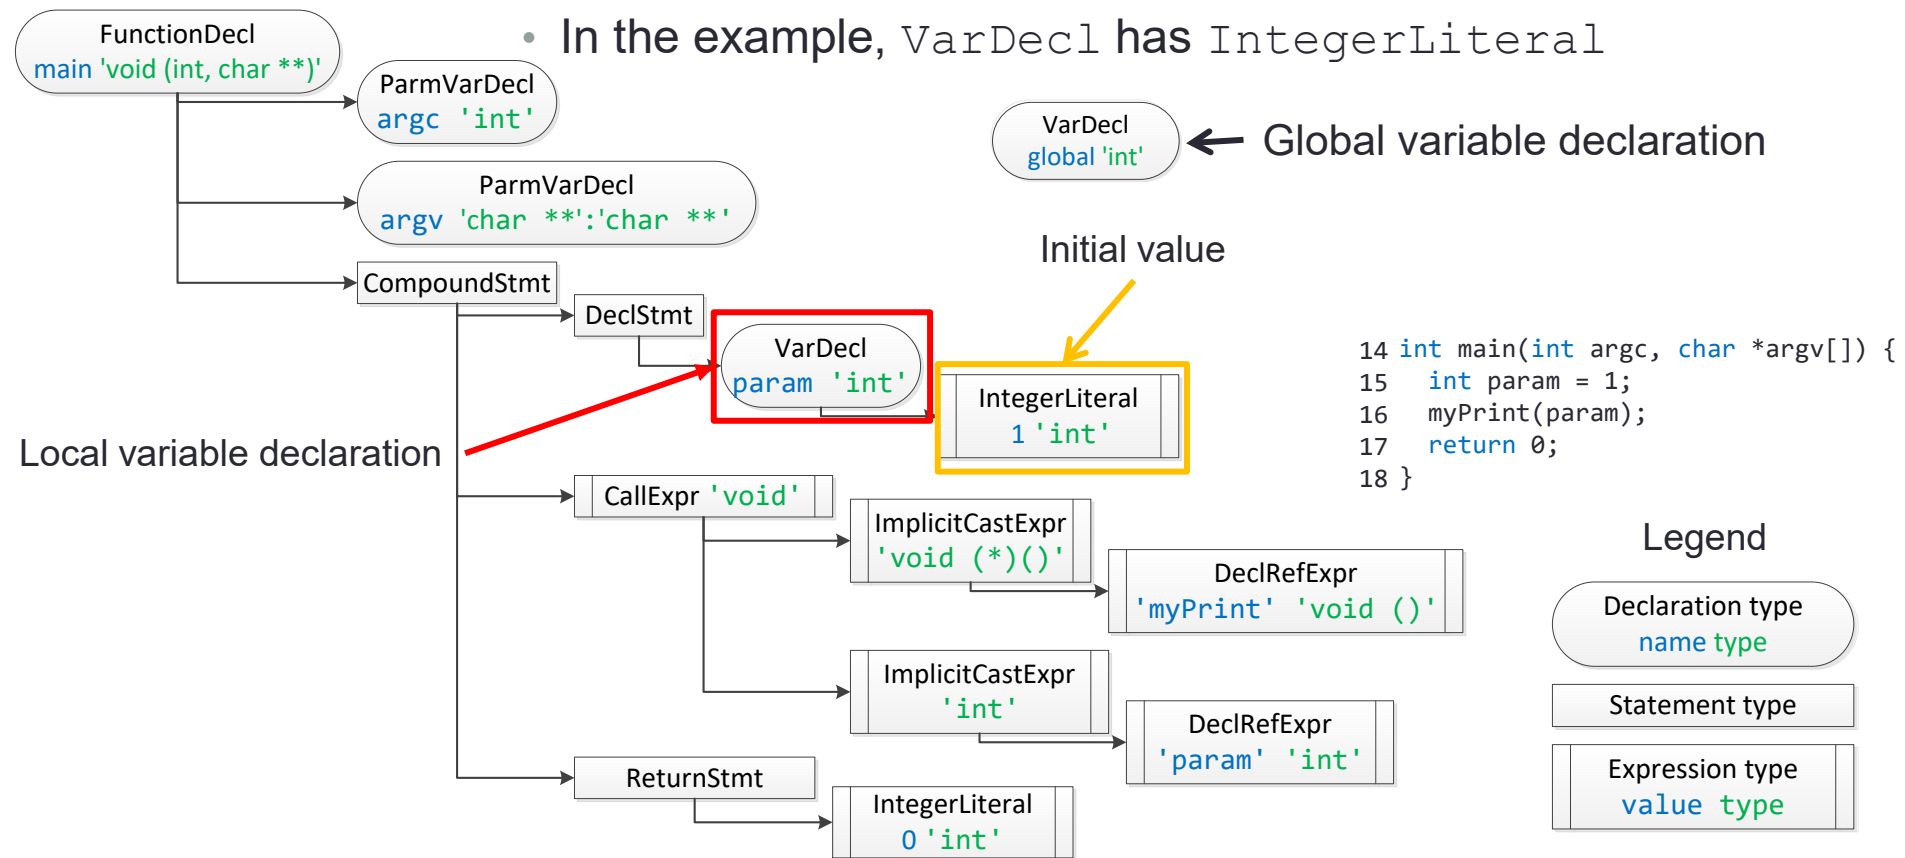 • In the example, VarDecl has IntegerLiteral
FunctionDecl
main 'void (int, char **)'
ParmVarDecl
argc 'int'
VarDecl
global 'int'
Global variable declaration
ParmVarDecl
argv 'char **':'char **'
Initial value
CompoundStmt
DeclStmt
VarDecl
param 'int'
IntegerLiteral
1 'int'
Local variable declaration
14 int main(int argc, char *argv[]) {
15   int param = 1;
16   myPrint(param);
17   return 0;
18 }
CallExpr 'void'
ImplicitCastExpr
'void (*)()'
DeclRefExpr
'myPrint' 'void ()'
ImplicitCastExpr
'int'
DeclRefExpr
'param' 'int'
ReturnStmt
IntegerLiteral
0 'int'
Legend
Declaration type
name type
Statement type
Expression type
value type